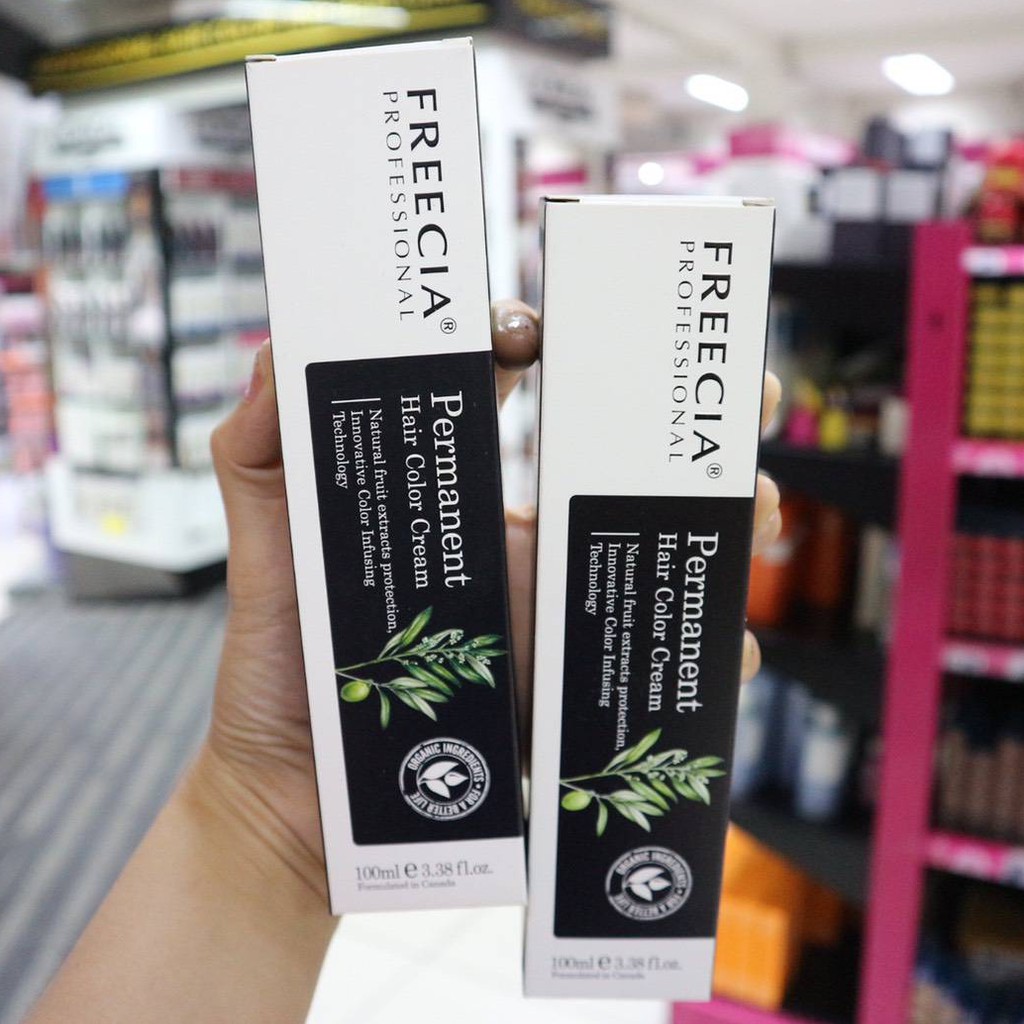 FREECIA®
PROFESSIONAL
Permanent
Hair Color Cream
Natural fruit extracts protection,
Innovative Color Infusing
Technology
ORGANIC INGREDIENTS • FOR A BETTER LIFE •
100ml e 3.38 fl.oz.
Formulated in Canada
FREECIA®
PROFESSIONAL
Permanent
Hair Color Cream
Natural fruit extracts protection,
Innovative Color Infusing
Technology
ORGANIC INGREDIENTS • FOR A BETTER LIFE •
100ml e 3.38 fl.oz.
Formulated in Canada